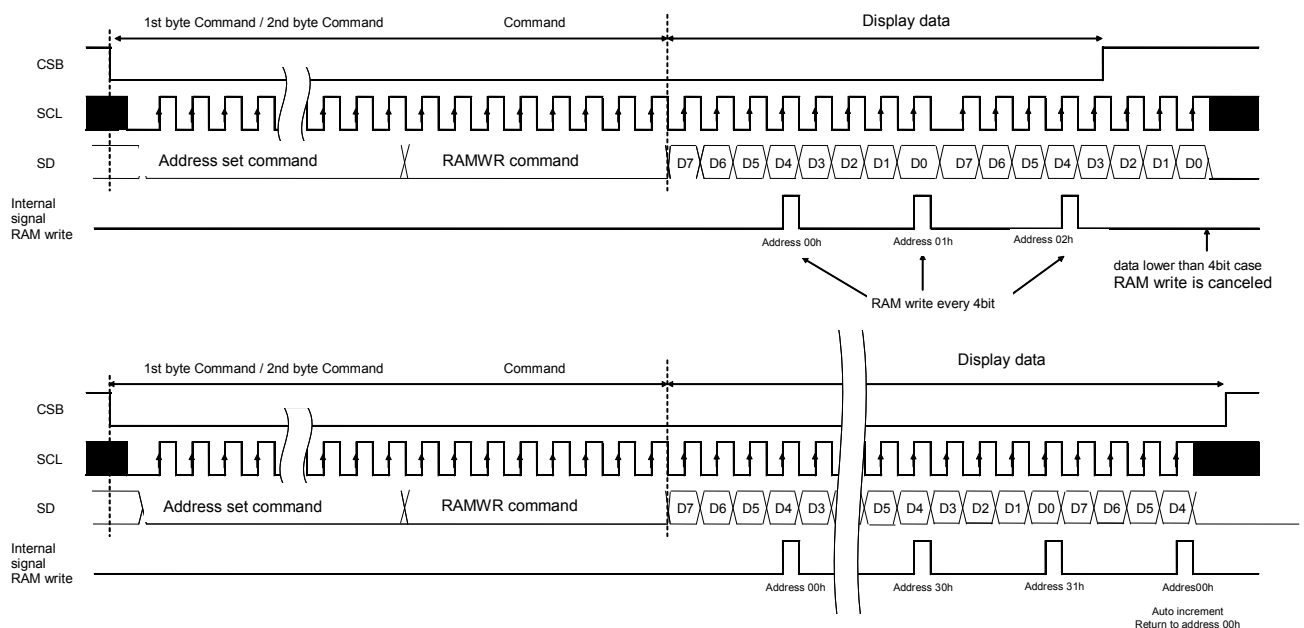 1st byte Command / 2nd byte Command Command Display data
CSB
SCL
SD Address set command RAMWR command D7 D6 D5 D4 D3 D2 D1 D0 D7 D6 D5 D4 D3 D2 D1 D0
Internal
signal
RAM write
Address 00h Address 01h Address 02h
data lower than 4bit case
RAM write is canceled
RAM write every 4bit
1st byte Command / 2nd byte Command Command Display data
CSB
SCL
SD Address set command RAMWR command D7 D6 D5 D4 D3 D5 D4 D3 D2 D1 D0 D7 D6 D5 D4
Internal
signal
RAM write
Address 00h Address 30h Address 31h Addres00h
Auto increment
Return to address 00h